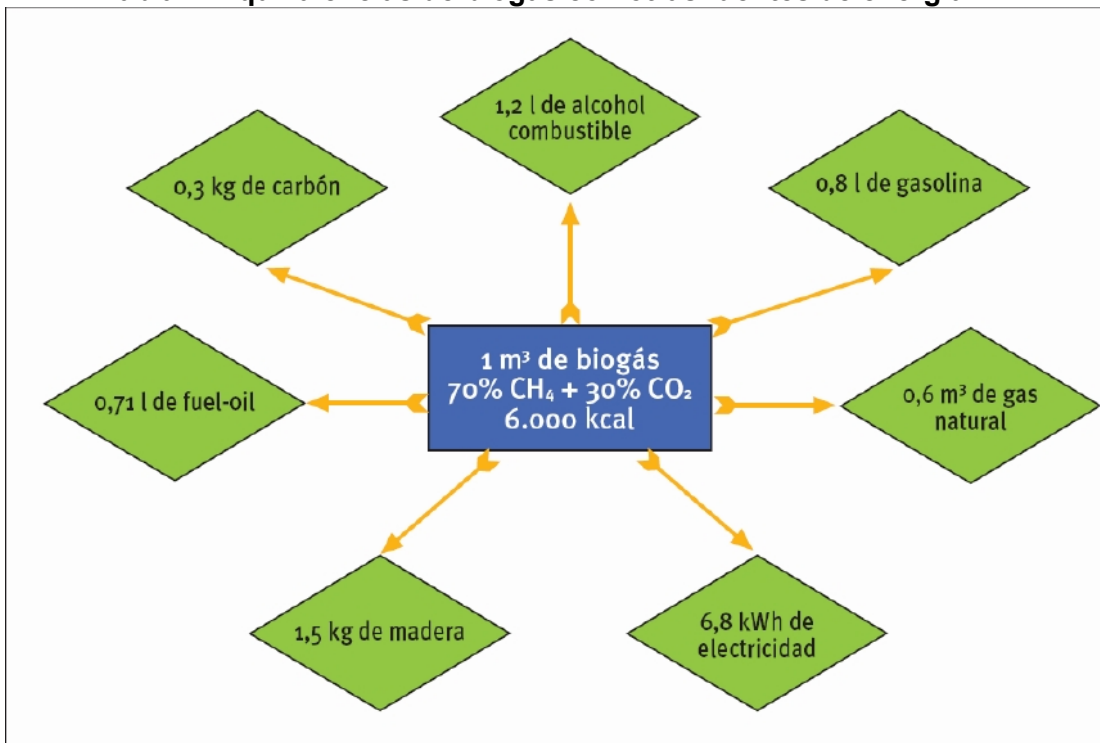 1,2 l de alcohol
combustible
0,3 kg de carbón
0,8 l de gasolina
1 m³ de biogás
70% CH₄ + 30% CO₂
6.000 kcal
0,71 l de fuel-oil
0,6 m³ de gas
natural
1,5 kg de madera
6,8 kWh de
electricidad